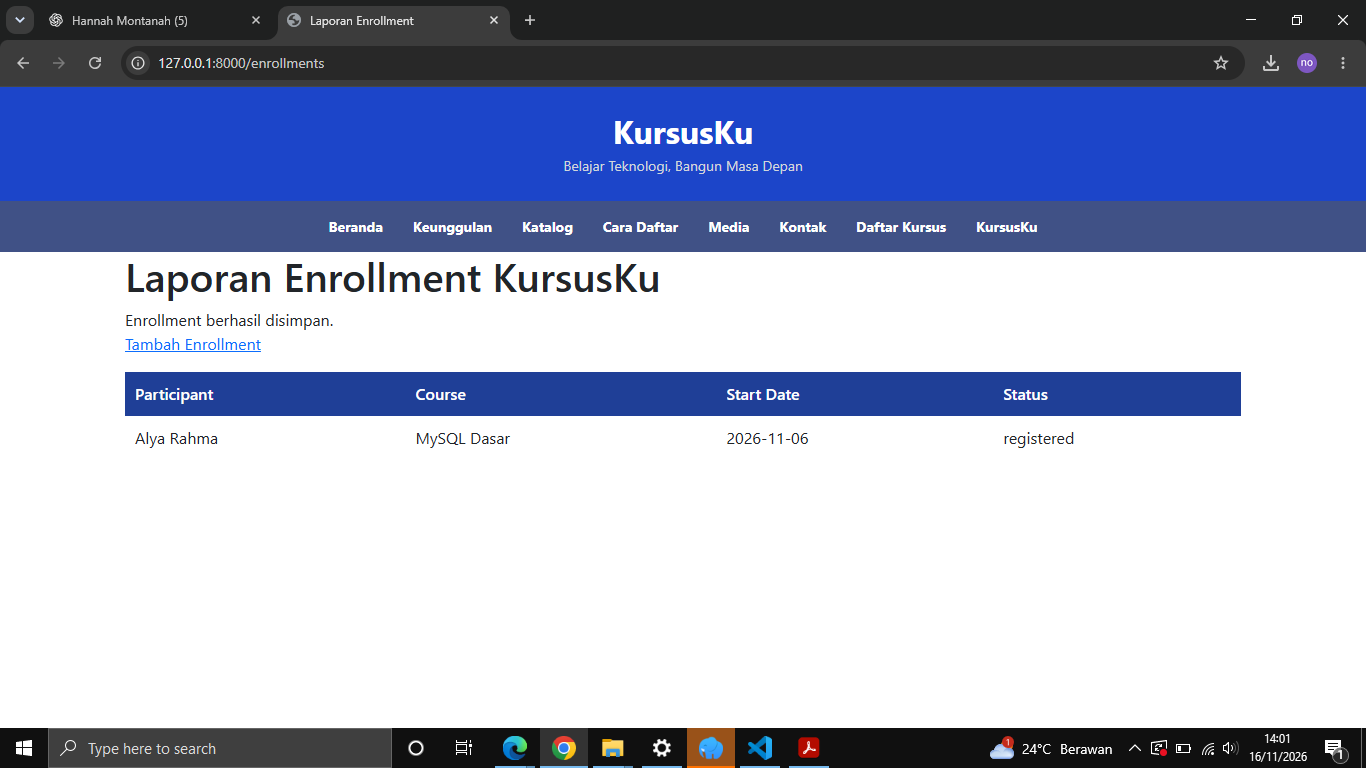 Hannah Montanah (5)
Laporan Enrollment
127.0.0.1:8000/enrollments
no
KursusKu
Belajar Teknologi, Bangun Masa Depan
Beranda Keunggulan Katalog Cara Daftar Media Kontak Daftar Kursus KursusKu
Laporan Enrollment KursusKu
Enrollment berhasil disimpan.
Tambah Enrollment
Participant Course Start Date Status
Alya Rahma MySQL Dasar 2026-11-06 registered
Type here to search
1
24°C Berawan
14:01
16/11/2026
1